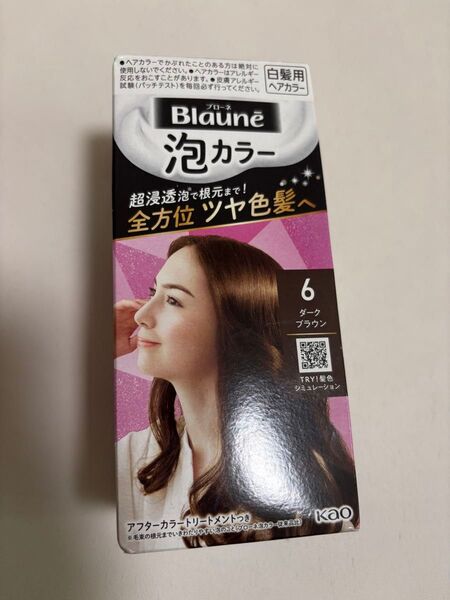 ●ヘアカラーでかぶれたことのある方は絶対に
使用しないでください。●ヘアカラーはアレルギー
反応をおこすことがあります。●皮膚アレルギー
試験(パッチテスト)を毎回必ず行ってください。
白髪用
ヘアカラー
ブローネ
Blaunē
泡カラー
超浸透泡で根元まで!
全方位 ツヤ色髪へ
6
ダーク
ブラウン
TRY!髪色
シミュレーション
アフターカラートリートメントつき
kao